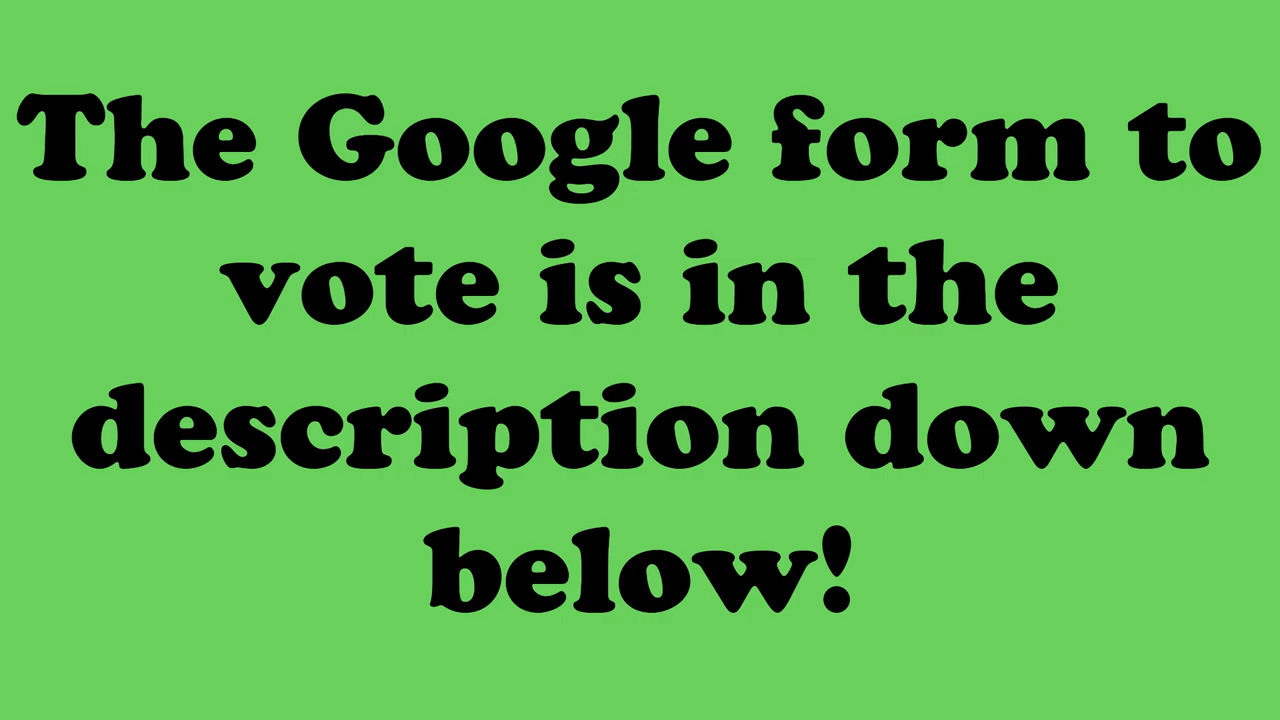 The Google form to
vote is in the
description down
below!